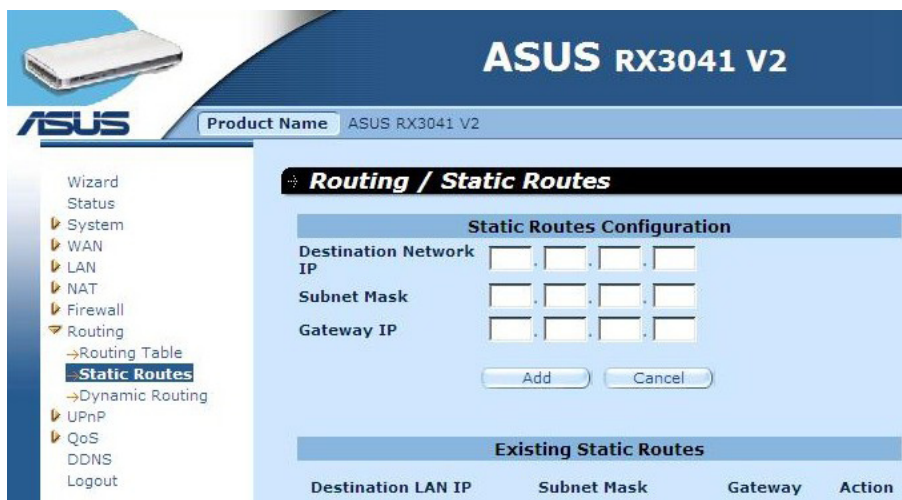 ASUS RX3041 V2
ASUS
Product Name ASUS RX3041 V2
Wizard
Status
System
WAN
LAN
NAT
Firewall
Routing
→Routing Table
→Static Routes
→Dynamic Routing
UPnP
QoS
DDNS
Logout
Routing / Static Routes
Static Routes Configuration
Destination Network
IP
. . .
Subnet Mask
. . .
Gateway IP
. . .
Add Cancel
Existing Static Routes
Destination LAN IP Subnet Mask Gateway Action